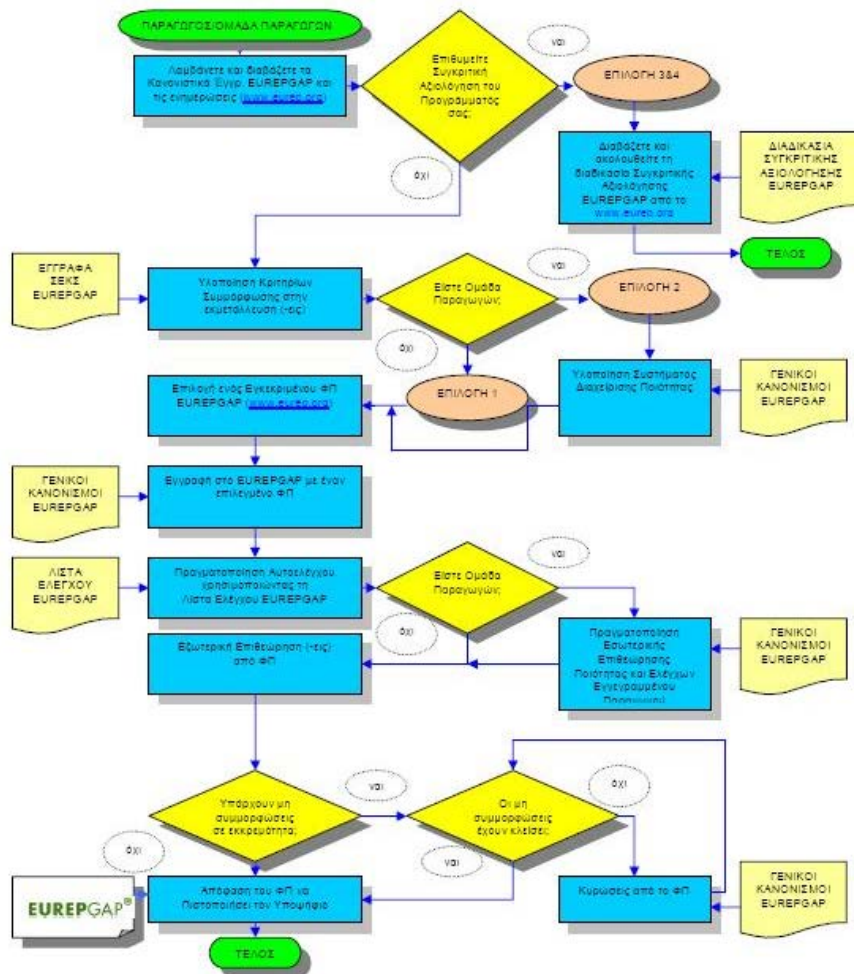 ΠΑΡΑΓΩΓΟΣ/ΟΜΑΔΑ ΠΑΡΑΓΩΓΩΝ
Λαμβάνετε και διαβάζετε τα
Κανονιστικά Έγγρ. EUREPGAP και
τις ενημερώσεις (www.eurep.org)
Επιθυμείτε
Συγκριτική
Αξιολόγηση του
Προγράμματός
σας;
ναι
ΕΠΙΛΟΓΗ 3&4
όχι
Διαβάζετε και
ακολουθείτε τη
διαδικασία Συγκριτικής
Αξιολόγησης
EUREPGAP από το
www.eurep.org
ΔΙΑΔΙΚΑΣΙΑ
ΣΥΓΚΡΙΤΙΚΗΣ
ΑΞΙΟΛΟΓΗΣΗΣ
EUREPGAP
ΤΕΛΟΣ
ΕΓΓΡΑΦΑ
ΣΕΚΣ
EUREPGAP
Υλοποίηση Κριτηρίων
Συμμόρφωσης στην
εκμετάλλευση (-εις)
Είστε Ομάδα
Παραγωγών;
ναι
ΕΠΙΛΟΓΗ 2
όχι
Επιλογή ενός Εγκεκριμένου ΦΠ
EUREPGAP (www.eurep.org)
ΕΠΙΛΟΓΗ 1
Υλοποίηση Συστήματος
Διαχείρισης Ποιότητας
ΓΕΝΙΚΟΙ
ΚΑΝΟΝΙΣΜΟΙ
EUREPGAP
ΓΕΝΙΚΟΙ
ΚΑΝΟΝΙΣΜΟΙ
EUREPGAP
Εγγραφή στο EUREPGAP με έναν
επιλεγμένο ΦΠ
ΛΙΣΤΑ
ΕΛΕΓΧΟΥ
EUREPGAP
Πραγματοποίηση Αυτοελέγχου
χρησιμοποιώντας τη
Λίστα Ελέγχου EUREPGAP
Είστε Ομάδα
Παραγωγών;
ναι
όχι
Εξωτερική Επιθεώρηση (-εις)
από ΦΠ
Πραγματοποίηση
Εσωτερικής
Επιθεώρησης
Ποιότητας και Ελέγχων
Εγγεγραμμένου
Παραγωγού
ΓΕΝΙΚΟΙ
ΚΑΝΟΝΙΣΜΟΙ
EUREPGAP
Υπάρχουν μη
συμμορφώσεις
σε εκκρεμότητα;
ναι
Οι μη
συμμορφώσεις
έχουν κλείσει;
όχι
όχι
ναι
EUREPGAP®
Απόφαση του ΦΠ να
Πιστοποιήσει τον Υποψήφιο
Κυρώσεις από το ΦΠ
ΓΕΝΙΚΟΙ
ΚΑΝΟΝΙΣΜΟΙ
EUREPGAP
ΤΕΛΟΣ